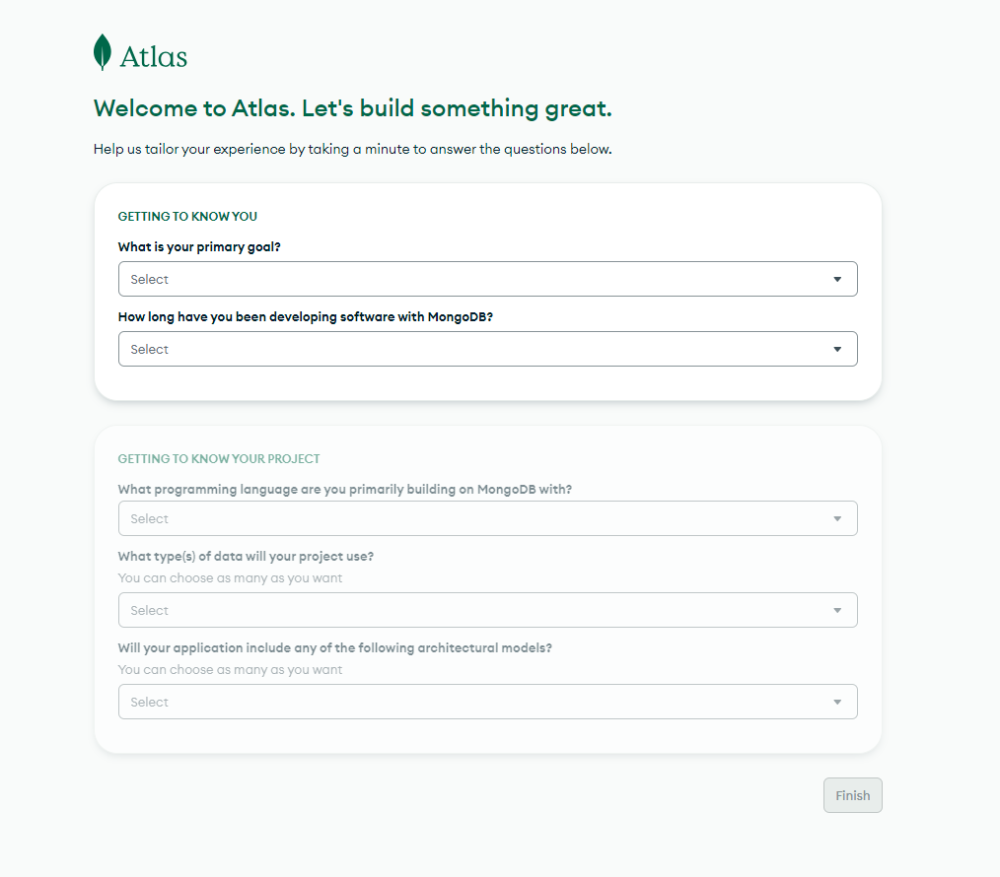 Atlas
Welcome to Atlas. Let's build something great.
Help us tailor your experience by taking a minute to answer the questions below.
GETTING TO KNOW YOU
What is your primary goal?
Select
How long have you been developing software with MongoDB?
Select
GETTING TO KNOW YOUR PROJECT
What programming language are you primarily building on MongoDB with?
Select
What type(s) of data will your project use?
You can choose as many as you want
Select
Will your application include any of the following architectural models?
You can choose as many as you want
Select
Finish